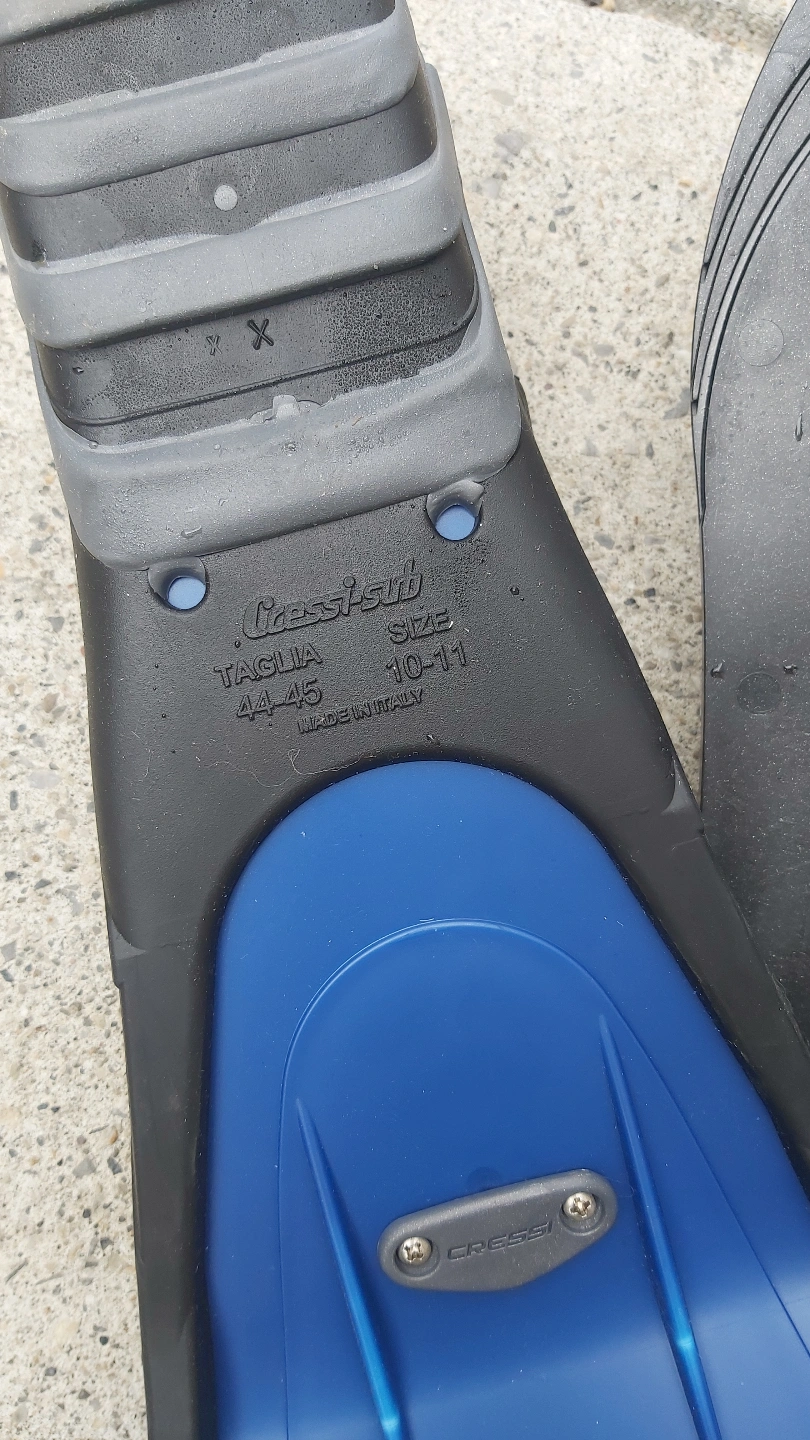 X X
Cressi-sub
TAGLIA SIZE
44-45 10-11
MADE IN ITALY
CRESSI